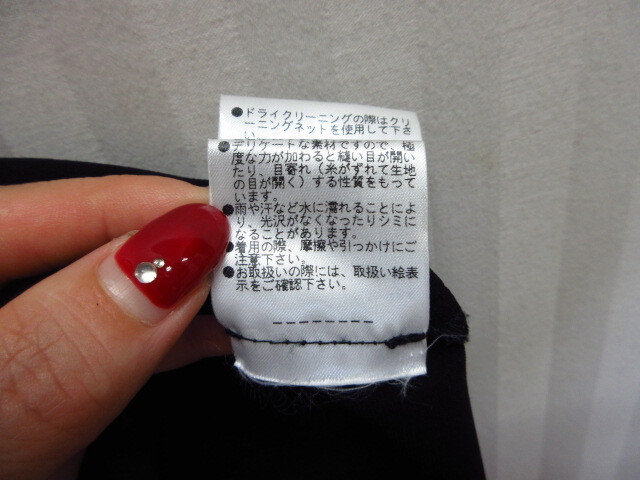 ●ドライクリーニングの際はクリ
ーニングネットを使用して下さ
い。
●デリケートな素材ですので、極
度な力が加わると縫い目が開い
たり、目寄れ（糸がずれて生地
の目が開く）する性質をもって
います。
●雨や汗など水に濡れることによ
り、光沢がなくなったりシミに
なることがあります。
●着用の際、摩擦や引っかけにご
注意下さい。
●お取扱いの際には、取扱い絵表
示をご確認下さい。
---------